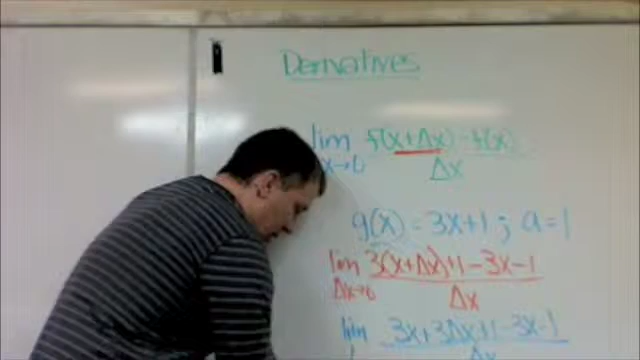 Derivatives
lim f(x+Δx) - f(x)
x→0 Δx
g(x) = 3x+1 ; a=1
lim 3(x+Δx)+1-3x-1
Δx→0 Δx
lim 3x+3Δx+1-3x-1
Δx